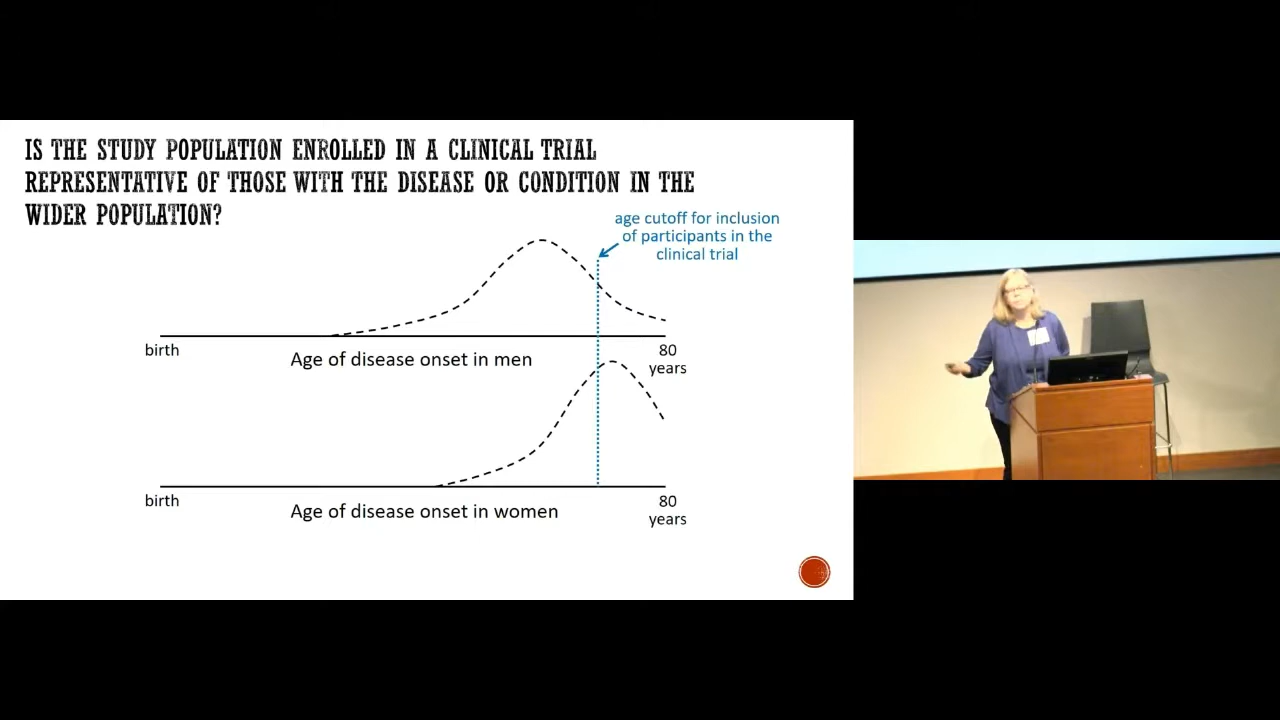 IS THE STUDY POPULATION ENROLLED IN A CLINICAL TRIAL
REPRESENTATIVE OF THOSE WITH THE DISEASE OR CONDITION IN THE
WIDER POPULATION?
age cutoff for inclusion
of participants in the
clinical trial
birth
Age of disease onset in men
80
years
birth
Age of disease onset in women
80
years